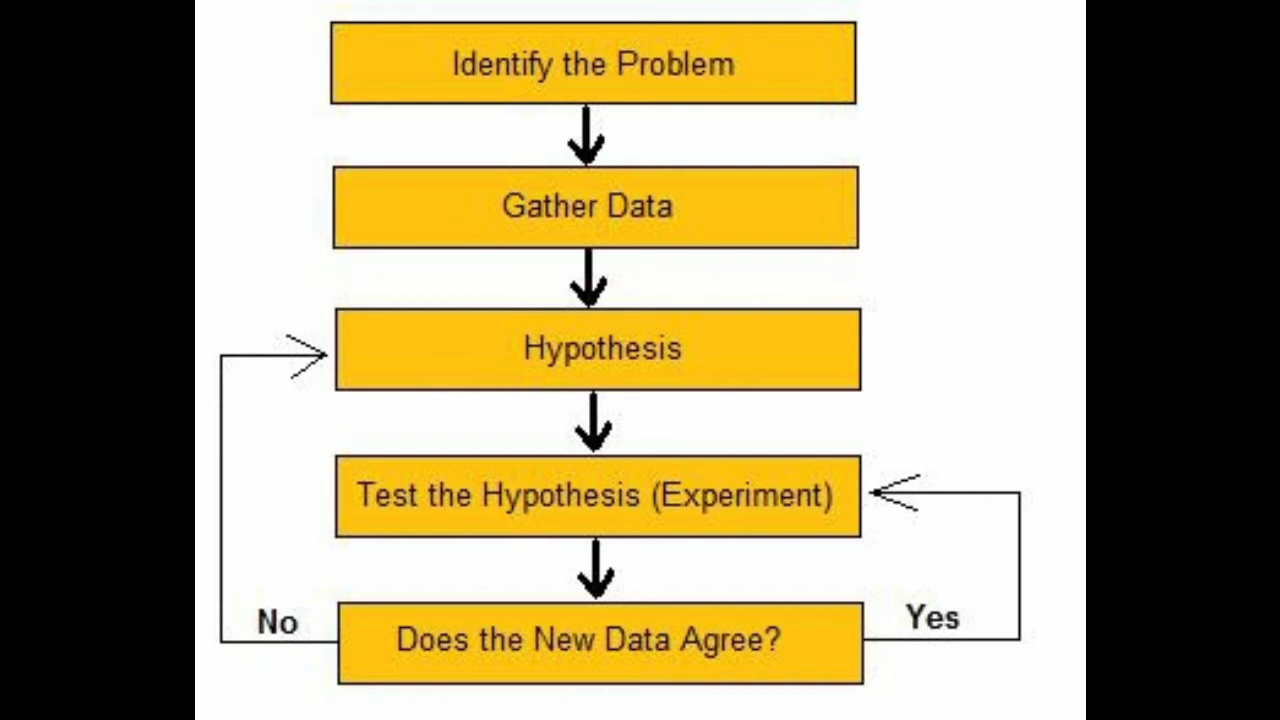 Identify the Problem
Gather Data
Hypothesis
Test the Hypothesis (Experiment)
Does the New Data Agree?
No
Yes